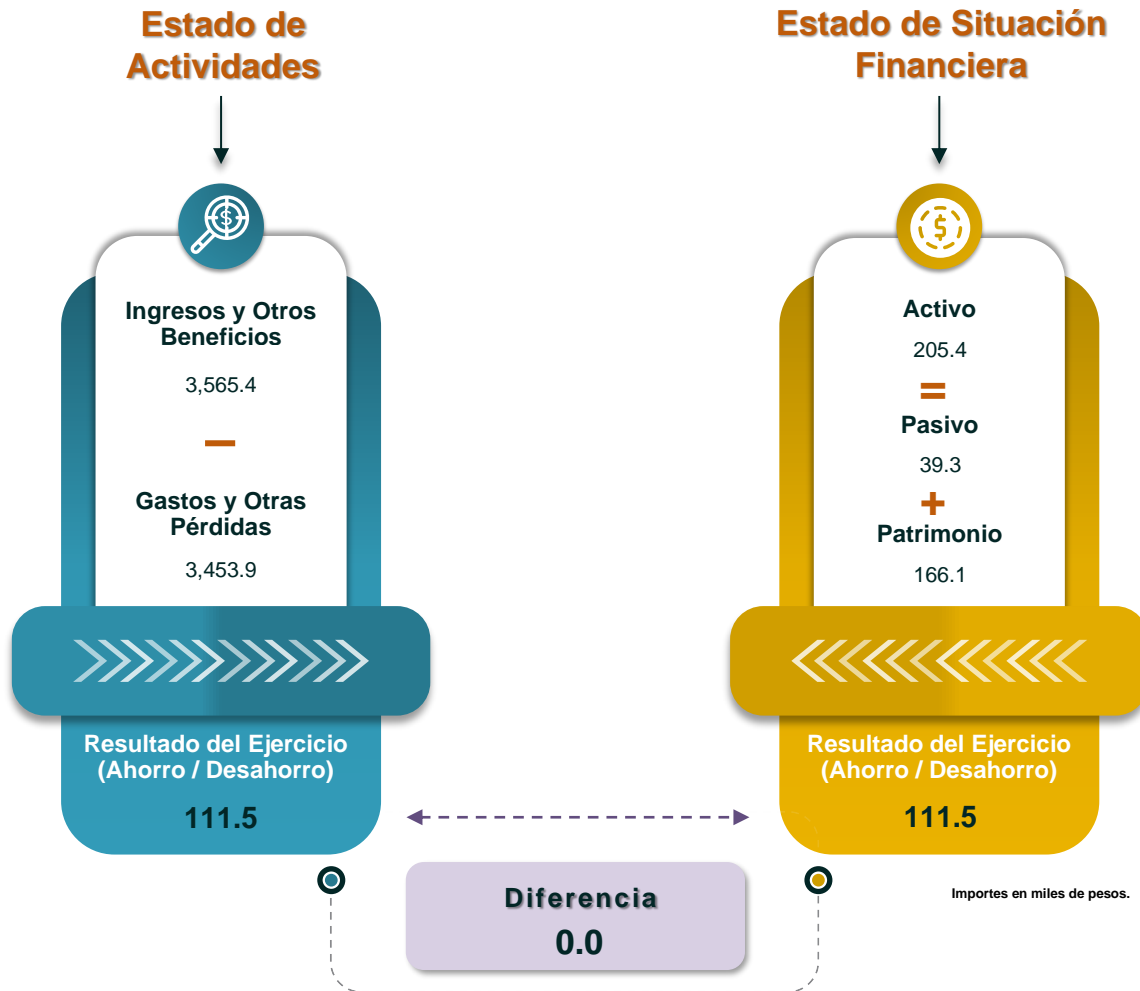 Estado de
Actividades
Ingresos y Otros
Beneficios
3,565.4
–
Gastos y Otras
Pérdidas
3,453.9
Resultado del Ejercicio
(Ahorro / Desahorro)
111.5
Estado de Situación
Financiera
$
Activo
205.4
=
Pasivo
39.3
+
Patrimonio
166.1
Resultado del Ejercicio
(Ahorro / Desahorro)
111.5
Diferencia
0.0
Importes en miles de pesos.